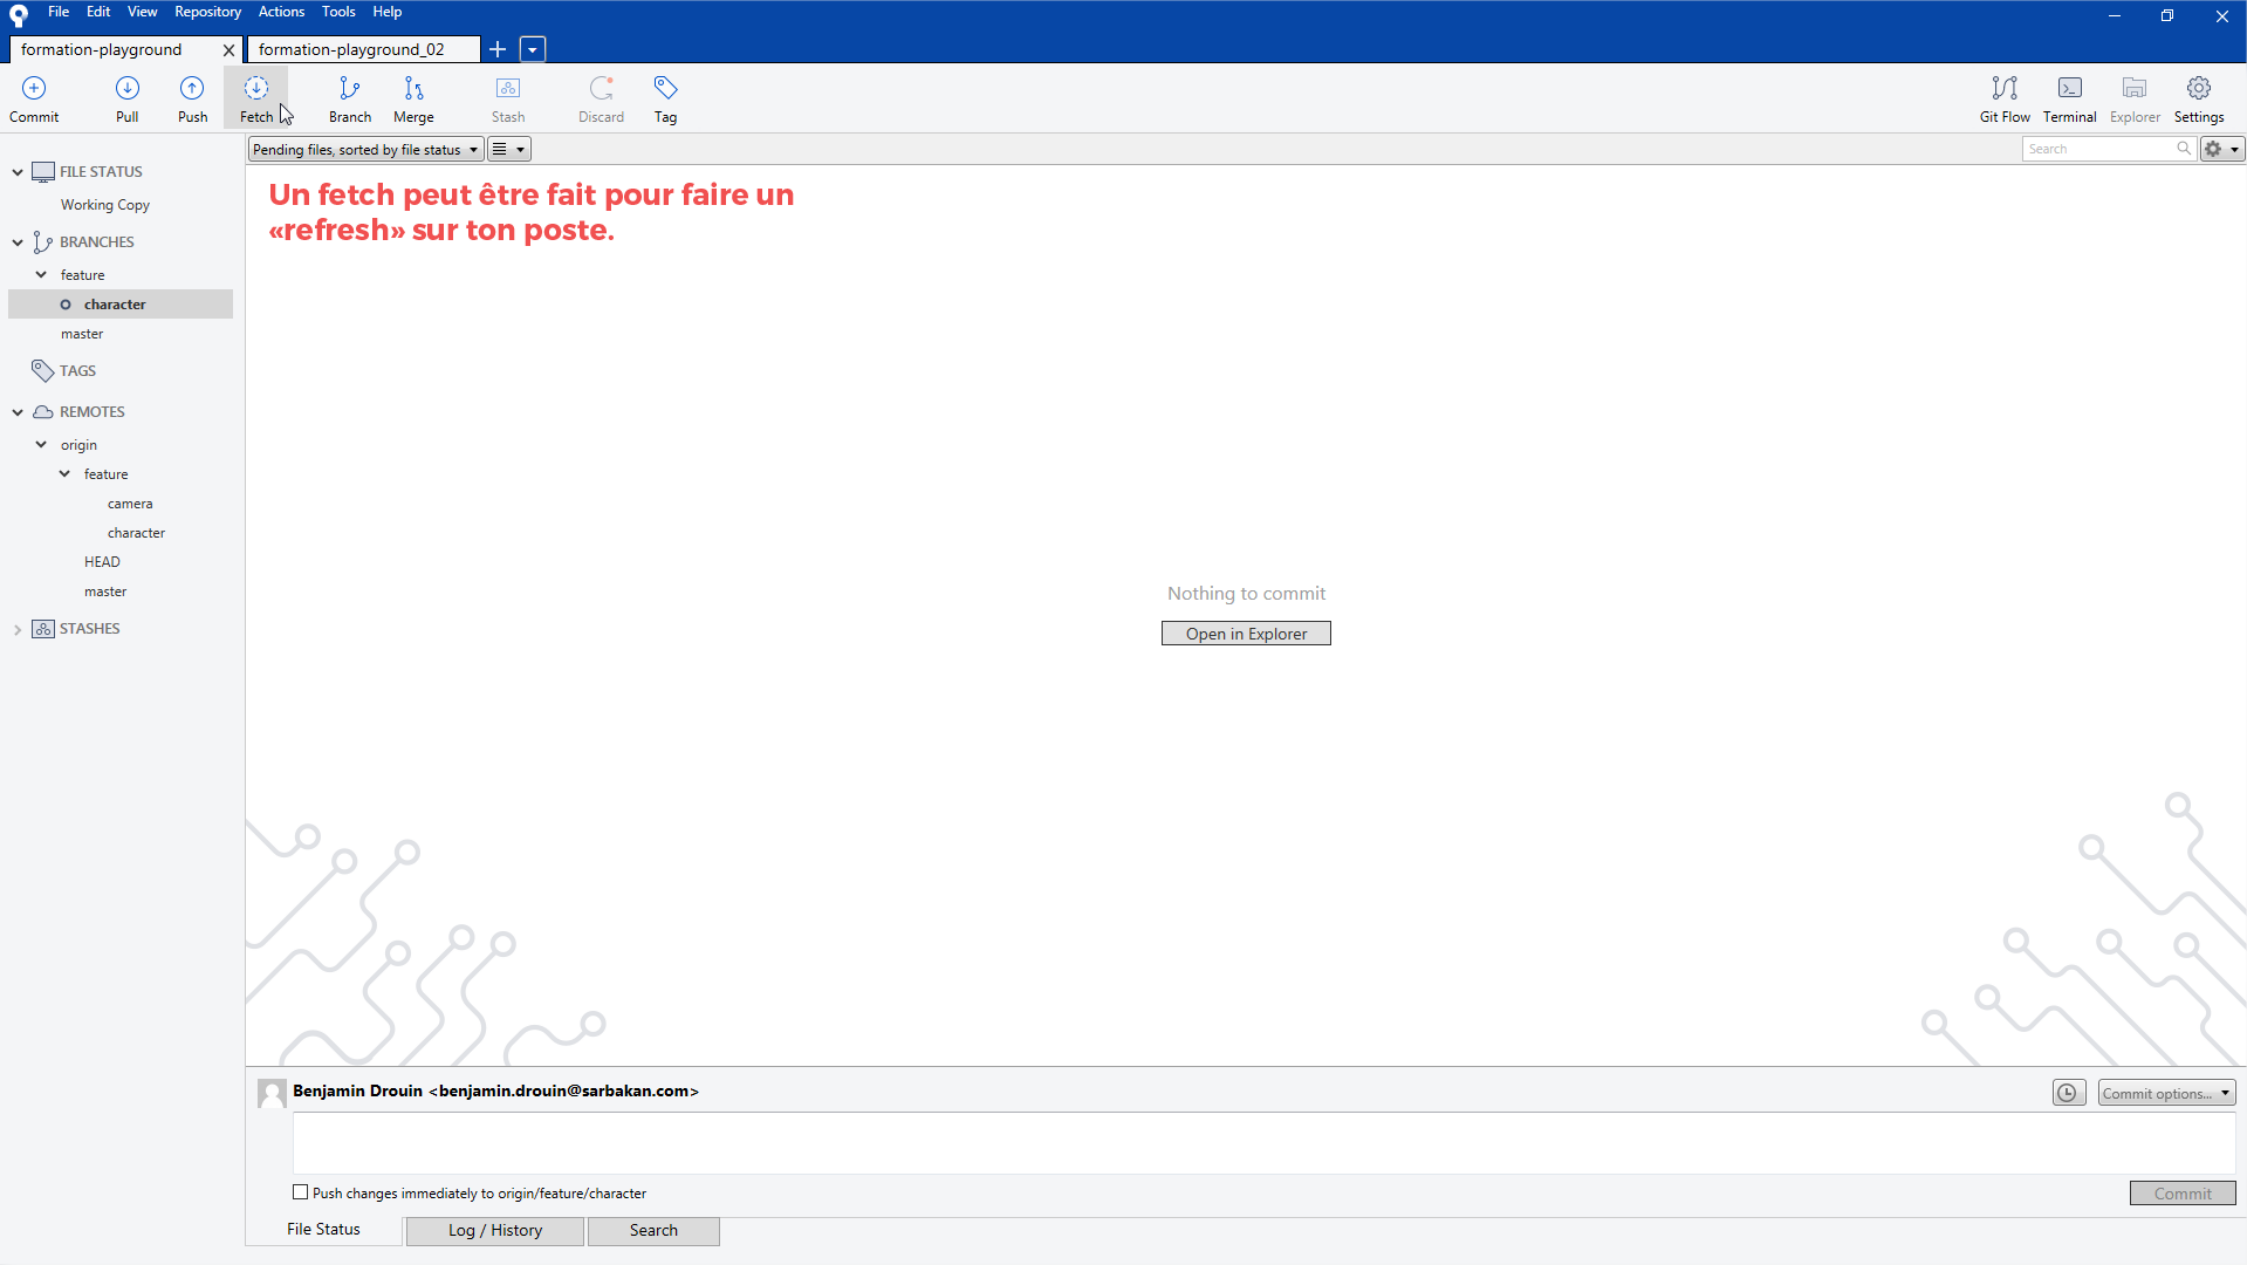 File Edit View Repository Actions Tools Help
formation-playground
formation-playground_02
Commit Pull Push Fetch Branch Merge Stash Discard Tag Git Flow Terminal Explorer Settings
Pending files, sorted by file status
Search
FILE STATUS
Working Copy
BRANCHES
feature
character
master
TAGS
REMOTES
origin
feature
camera
character
HEAD
master
STASHES
Un fetch peut être fait pour faire un
«refresh» sur ton poste.
Nothing to commit
Open in Explorer
Benjamin Drouin <benjamin.drouin@sarbakan.com>
Commit options...
Push changes immediately to origin/feature/character
Commit
File Status
Log / History
Search